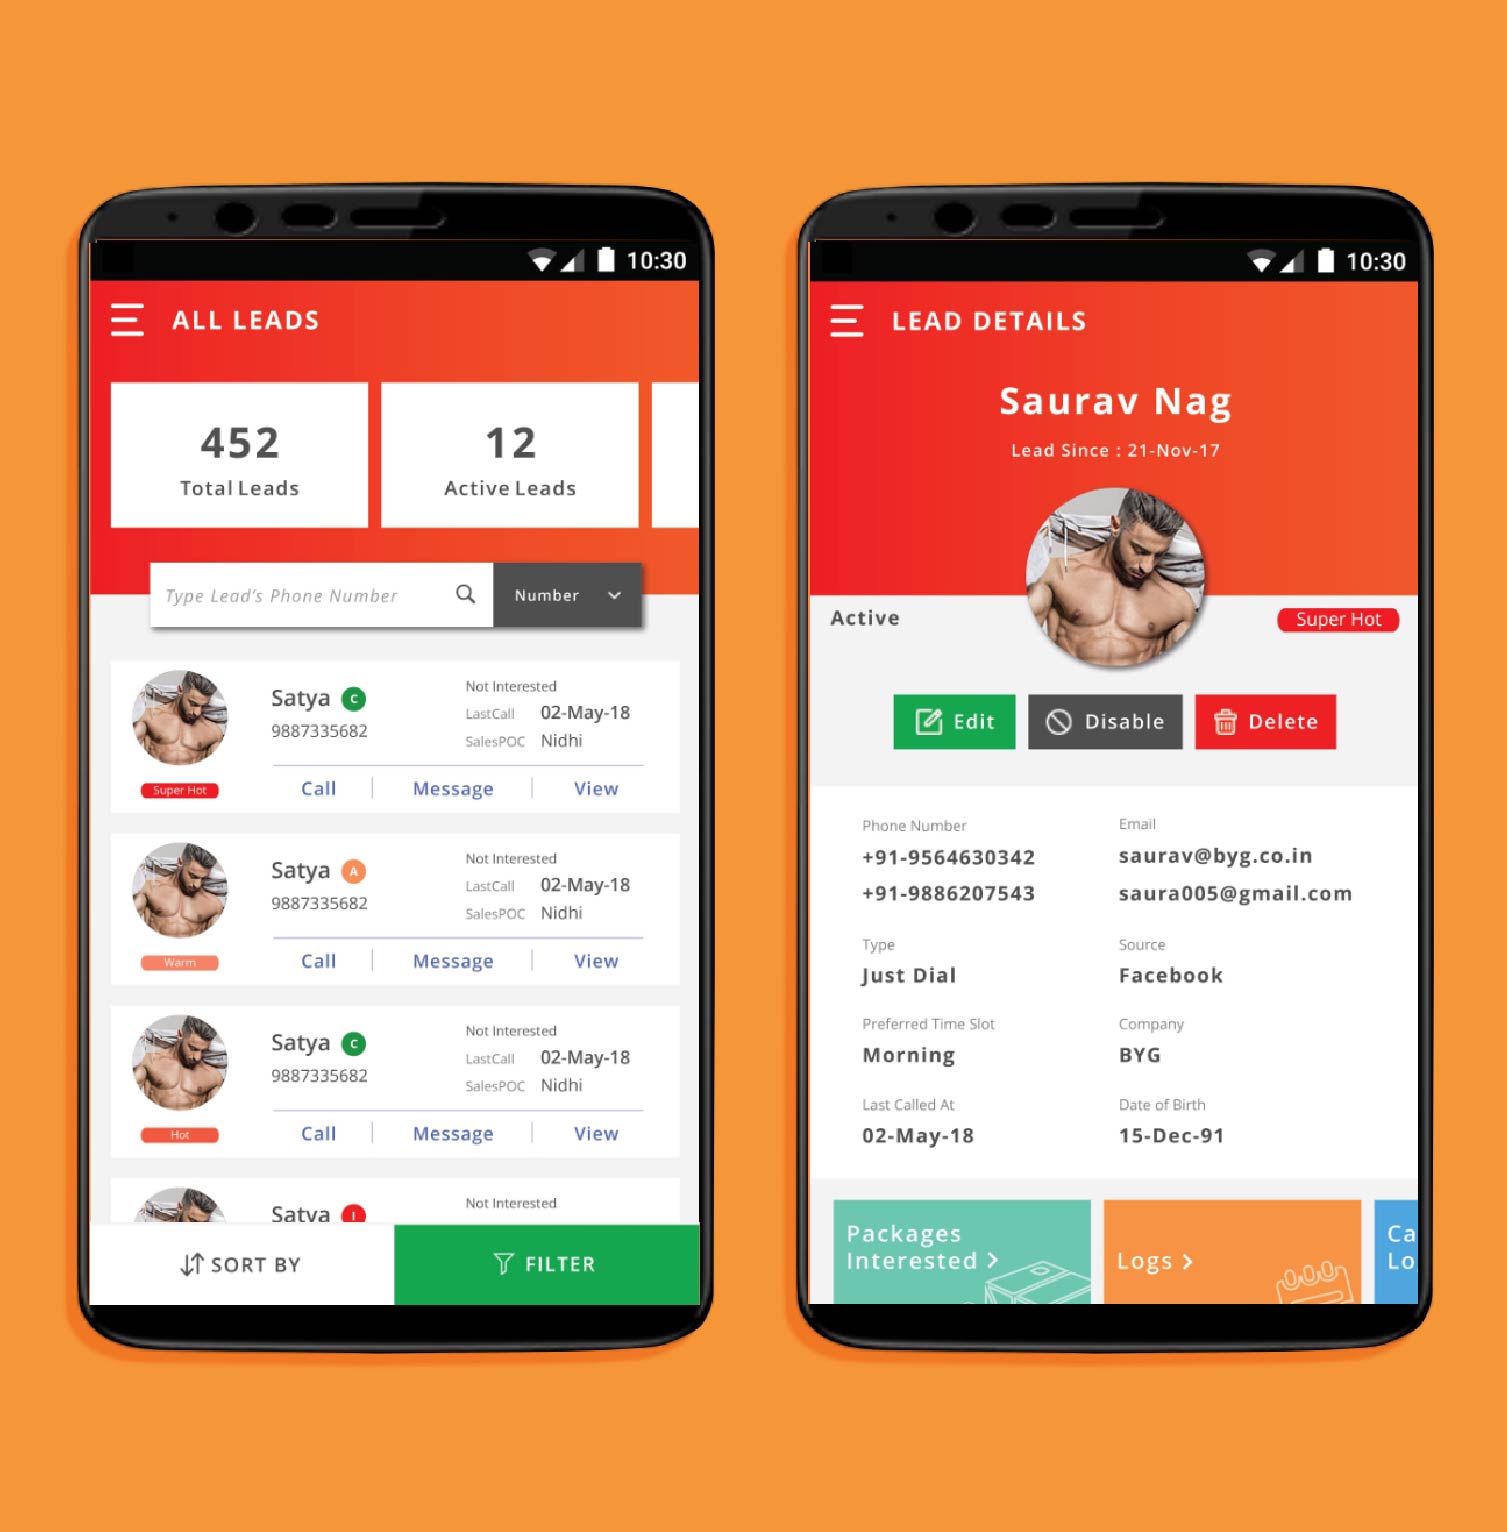 10:30
ALL LEADS
452
Total Leads
12
Active Leads
Type Lead's Phone Number
Number
Satya C
9887335682
Super Hot
Not Interested
LastCall 02-May-18
SalesPOC Nidhi
Call Message View
Satya A
9887335682
Warm
Not Interested
LastCall 02-May-18
SalesPOC Nidhi
Call Message View
Satya C
9887335682
Hot
Not Interested
LastCall 02-May-18
SalesPOC Nidhi
Call Message View
Satya I
Not Interested
SORT BY
FILTER
10:30
LEAD DETAILS
Saurav Nag
Lead Since : 21-Nov-17
Active
Super Hot
Edit
Disable
Delete
Phone Number
+91-9564630342
+91-9886207543
Email
saurav@byg.co.in
saura005@gmail.com
Type
Just Dial
Source
Facebook
Preferred Time Slot
Morning
Company
BYG
Last Called At
02-May-18
Date of Birth
15-Dec-91
Packages
Interested >
Logs >
Ca
Lo